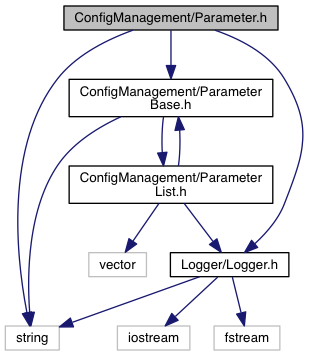 ConfigManagement/Parameter.h
ConfigManagement/Parameter
Base.h
ConfigManagement/Parameter
List.h
vector
Logger/Logger.h
string
iostream
fstream